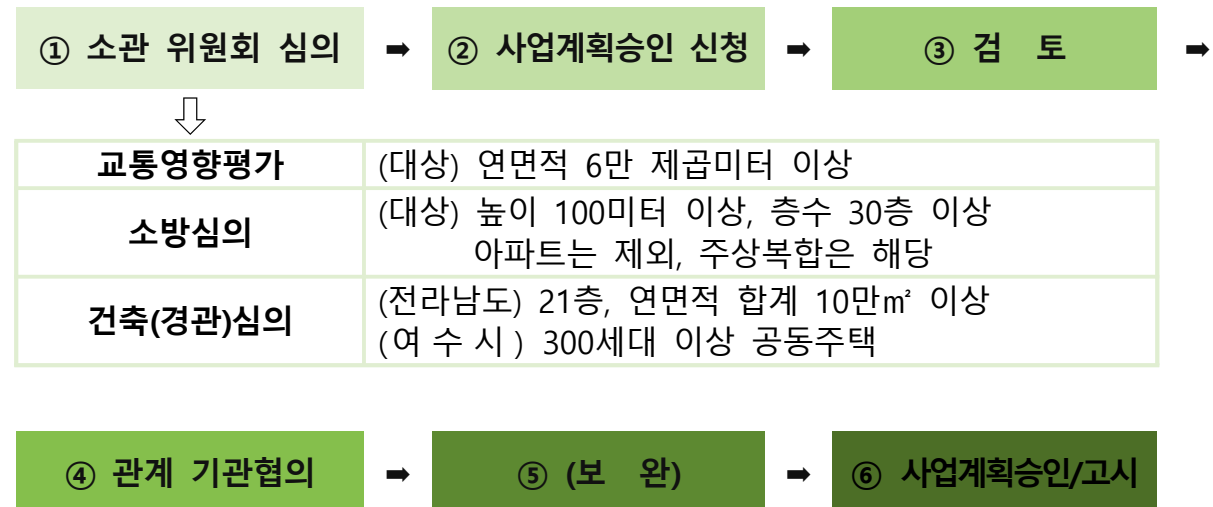 ① 소관 위원회 심의 ➡ ② 사업계획승인 신청 ➡ ③ 검 토 ➡
교통영향평가 (대상) 연면적 6만 제곱미터 이상
소방심의 (대상) 높이 100미터 이상, 층수 30층 이상
아파트는 제외, 주상복합은 해당
건축(경관)심의 (전라남도) 21층, 연면적 합계 10만㎡ 이상
(여 수 시 ) 300세대 이상 공동주택
④ 관계 기관협의 ➡ ⑤ (보 완) ➡ ⑥ 사업계획승인/고시